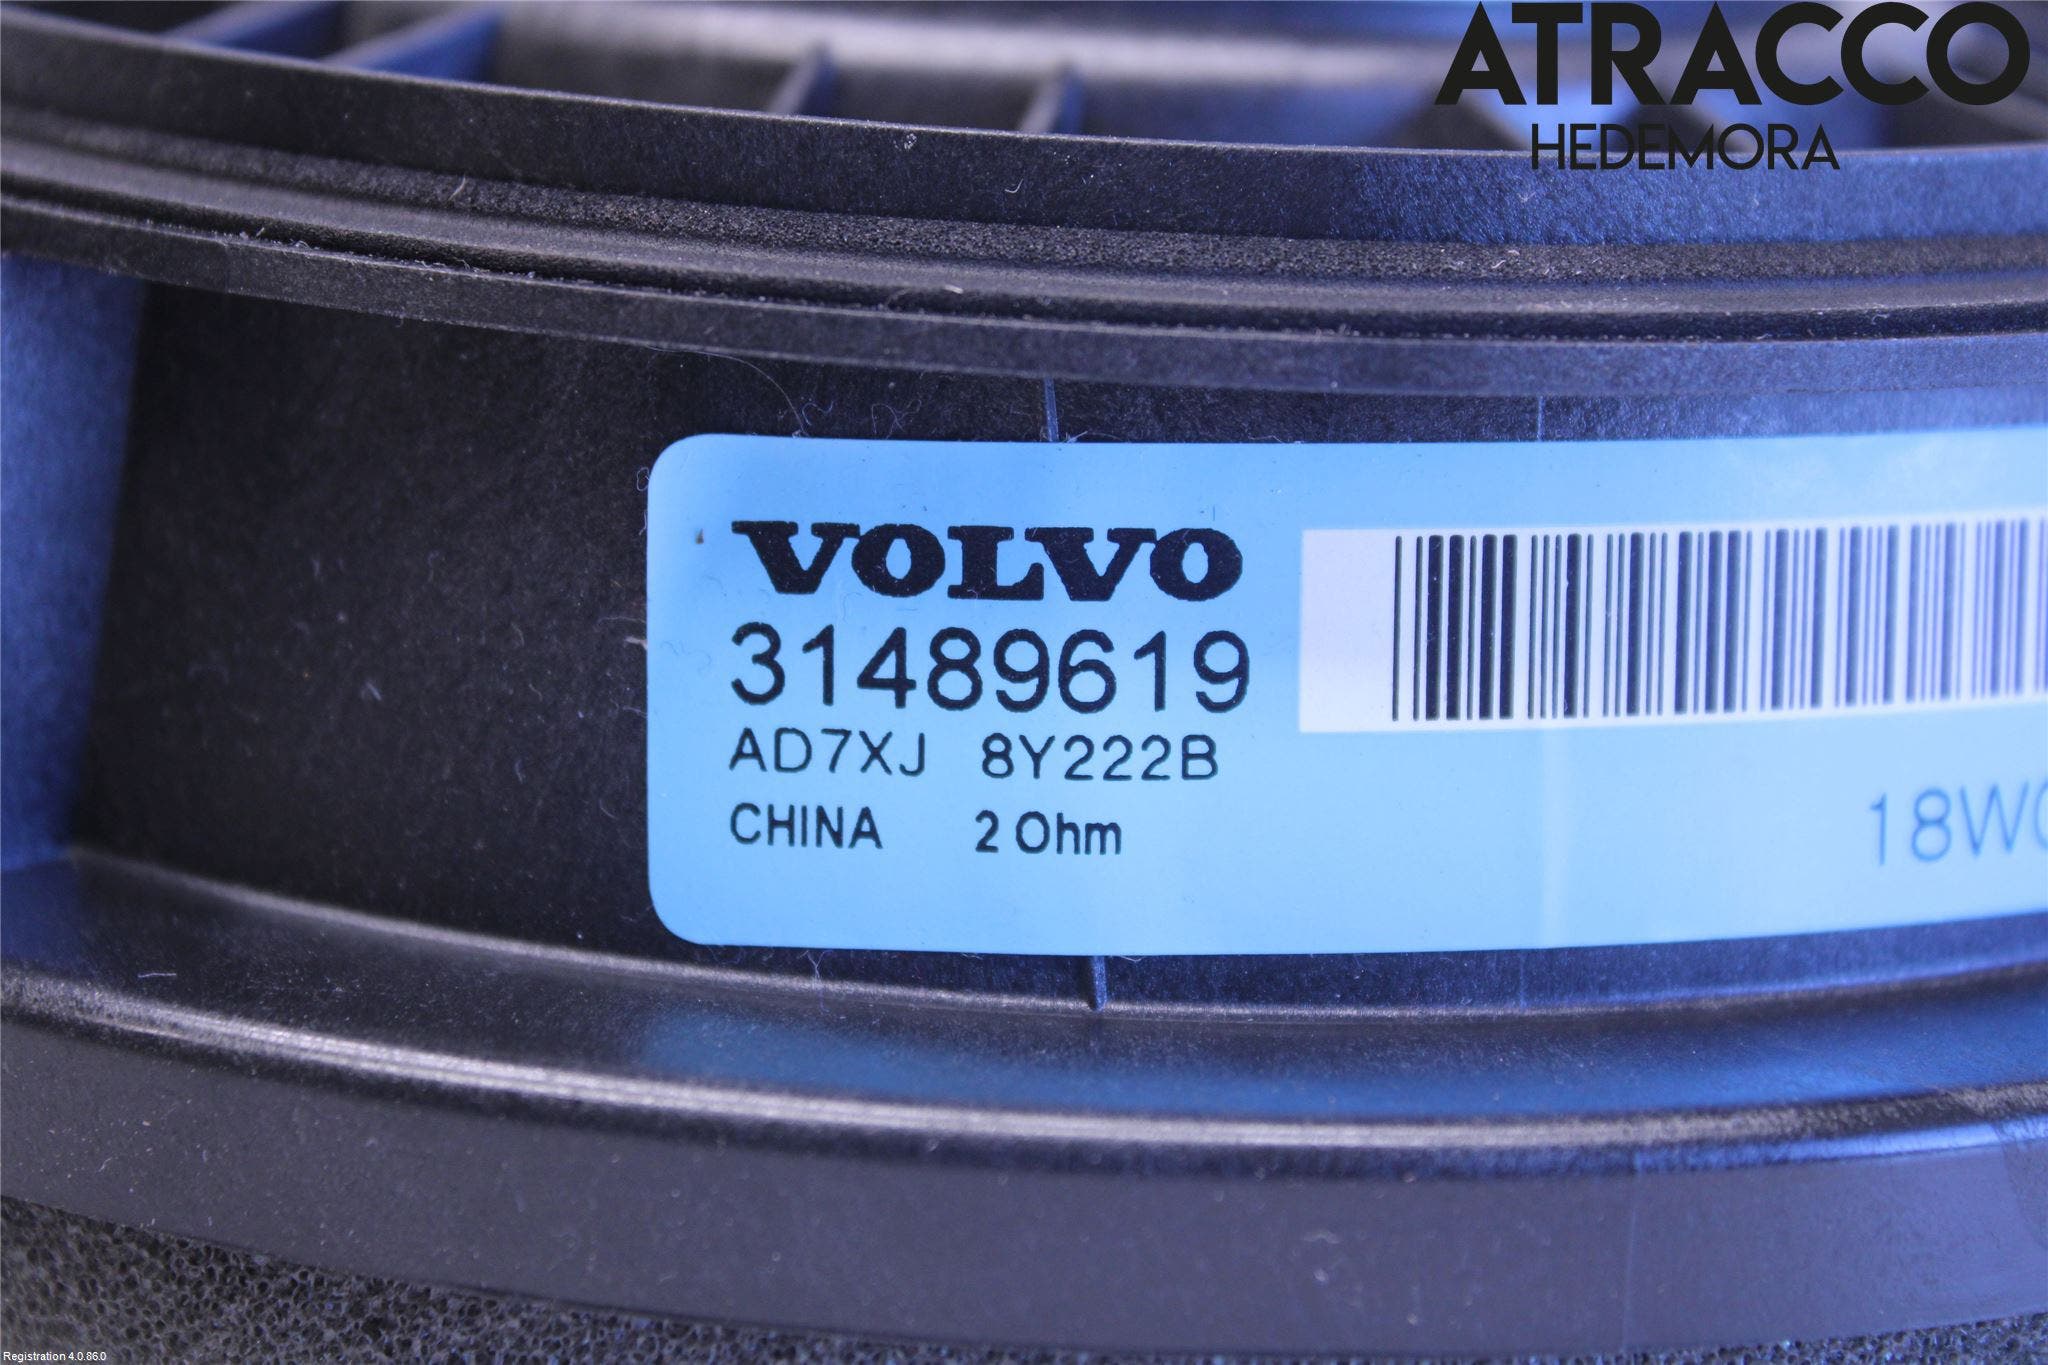 ATRACCO
HEDEMORA
VOLVO
31489619
AD7XJ 8Y222B
CHINA 2 Ohm
Registration 4.0.86.0